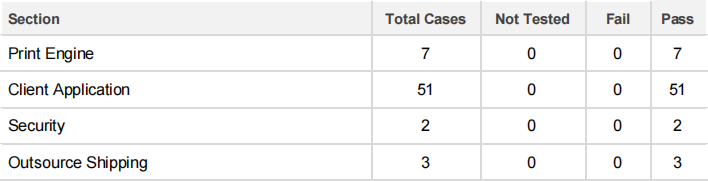 Section Total Cases Not Tested Fail Pass
Print Engine 7 0 0 7
Client Application 51 0 0 51
Security 2 0 0 2
Outsource Shipping 3 0 0 3